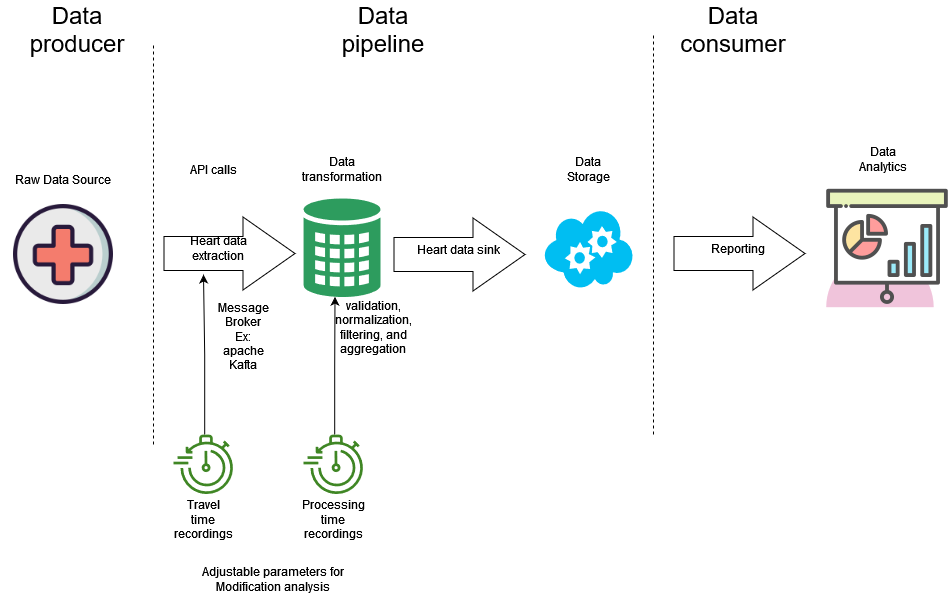 Data
producer
Data
pipeline
Data
consumer
Raw Data Source
API calls
Data
transformation
Data
Storage
Data
Analytics
Heart data
extraction
Heart data sink
Reporting
Message
Broker
Ex:
apache
Kafta
validation,
normalization,
filtering, and
aggregation
Travel
time
recordings
Processing
time
recordings
Adjustable parameters for
Modification analysis